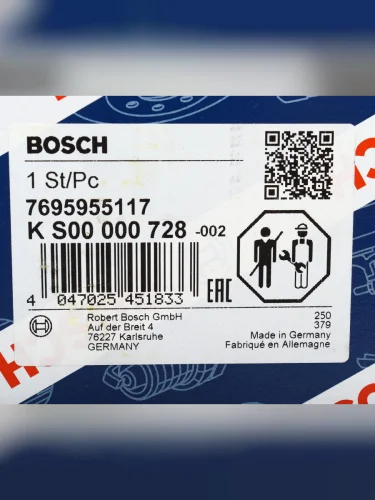 BOSCH
1 St/Pc
7695955117
K S00 000 728 -002
4 047025 451833
EAC
Robert Bosch GmbH
Auf der Breit 4
76227 Karlsruhe
GERMANY
250
379
Made in Germany
Fabriqué en Allemagne